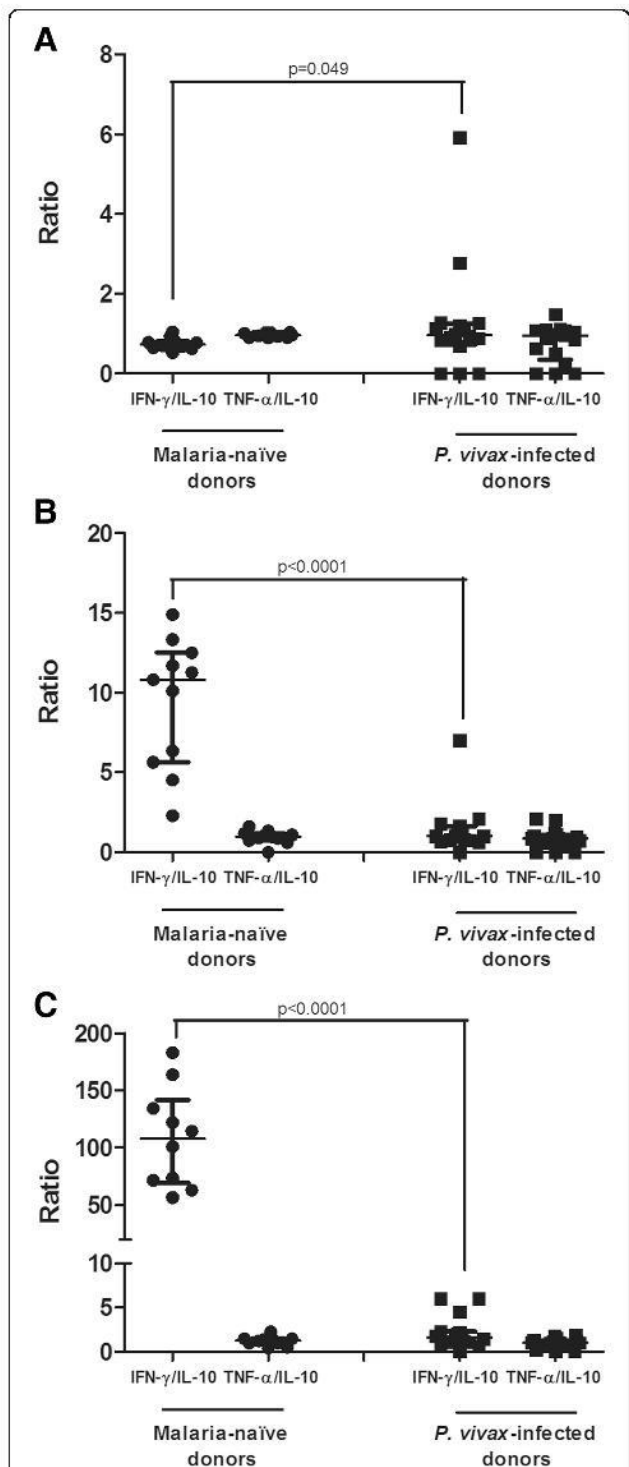 A
8
p=0.049
6
Ratio
4
2
0
IFN-γ/IL-10 TNF-α/IL-10 IFN-γ/IL-10 TNF-α/IL-10
Malaria-naïve donors
P. vivax-infected donors
B
20
p<0.0001
15
Ratio
10
5
0
IFN-γ/IL-10 TNF-α/IL-10 IFN-γ/IL-10 TNF-α/IL-10
Malaria-naïve donors
P. vivax-infected donors
C
p<0.0001
200
150
100
Ratio
50
10
5
0
IFN-γ/IL-10 TNF-α/IL-10 IFN-γ/IL-10 TNF-α/IL-10
Malaria-naïve donors
P. vivax-infected donors